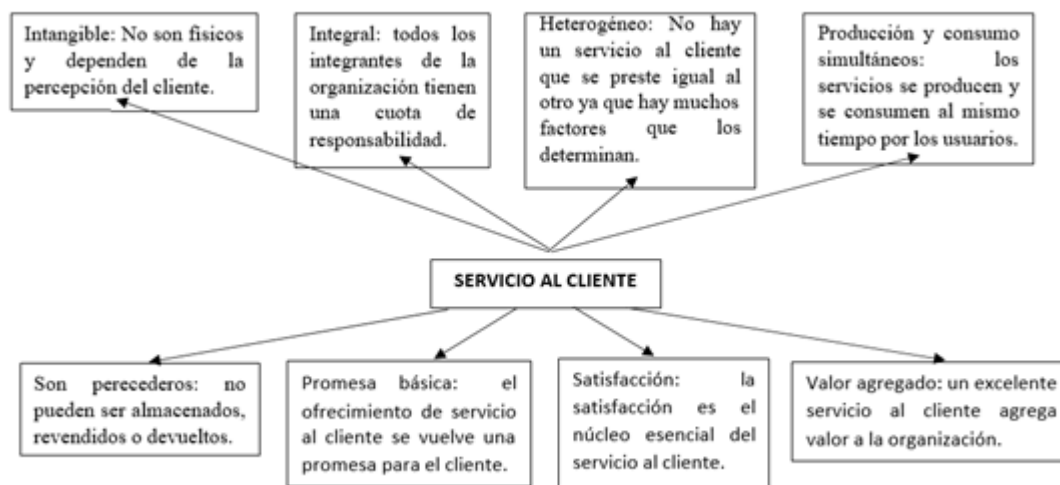 Intangible: No son físicos
y dependen de la
percepción del cliente.
Integral: todos los
integrantes de la
organización tienen
una cuota de
responsabilidad.
Heterogéneo: No hay
un servicio al cliente
que se preste igual al
otro ya que hay muchos
factores que los
determinan.
Producción y consumo
simultáneos: los
servicios se producen y
se consumen al mismo
tiempo por los usuarios.
SERVICIO AL CLIENTE
Son perecederos: no
pueden ser almacenados,
revendidos o devueltos.
Promesa básica: el
ofrecimiento de servicio
al cliente se vuelve una
promesa para el cliente.
Satisfacción: la
satisfacción es el
núcleo esencial del
servicio al cliente.
Valor agregado: un excelente
servicio al cliente agrega
valor a la organización.